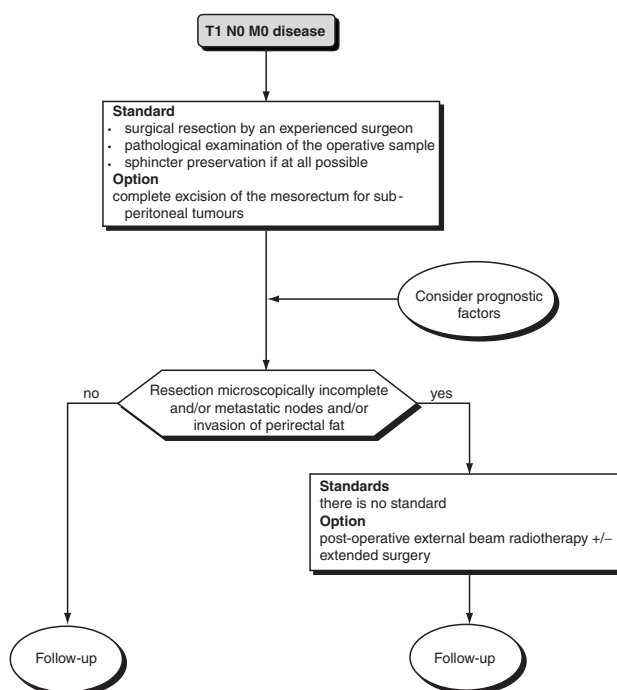 T1 N0 M0 disease
Standard
· surgical resection by an experienced surgeon
· pathological examination of the operative sample
· sphincter preservation if at all possible
Option
complete excision of the mesorectum for sub-
peritoneal tumours
Consider prognostic
factors
Resection microscopically incomplete
and/or metastatic nodes and/or
invasion of perirectal fat
no
yes
Standards
there is no standard
Option
post-operative external beam radiotherapy +/–
extended surgery
Follow-up
Follow-up